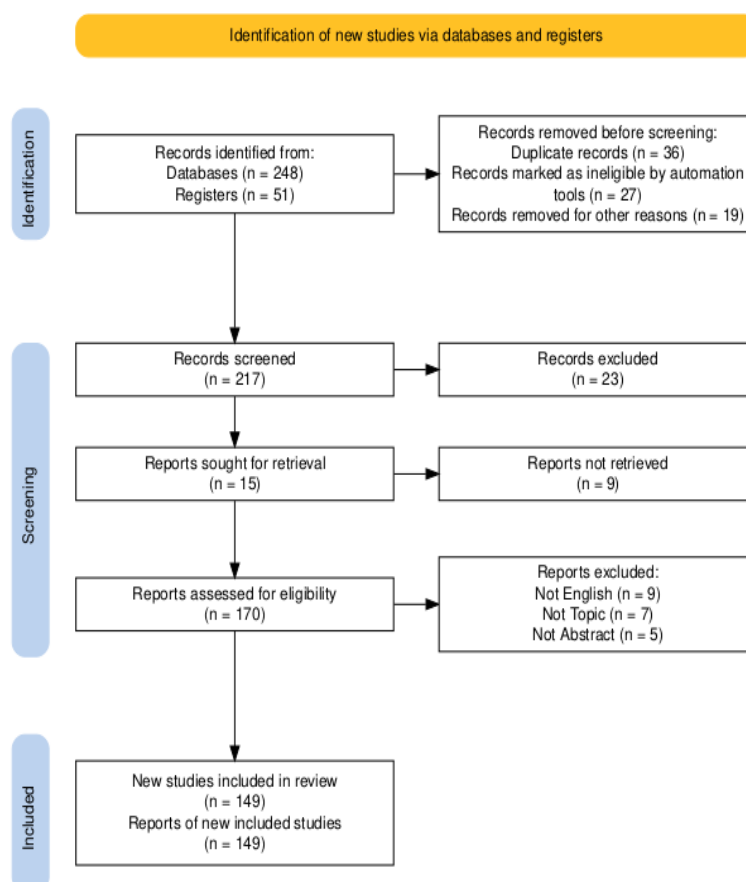 Identification of new studies via databases and registers
Identification
Records identified from:
Databases (n = 248)
Registers (n = 51)
Records removed before screening:
Duplicate records (n = 36)
Records marked as ineligible by automation
tools (n = 27)
Records removed for other reasons (n = 19)
Screening
Records screened
(n = 217)
Records excluded
(n = 23)
Reports sought for retrieval
(n = 15)
Reports not retrieved
(n = 9)
Reports assessed for eligibility
(n = 170)
Reports excluded:
Not English (n = 9)
Not Topic (n = 7)
Not Abstract (n = 5)
Included
New studies included in review
(n = 149)
Reports of new included studies
(n = 149)